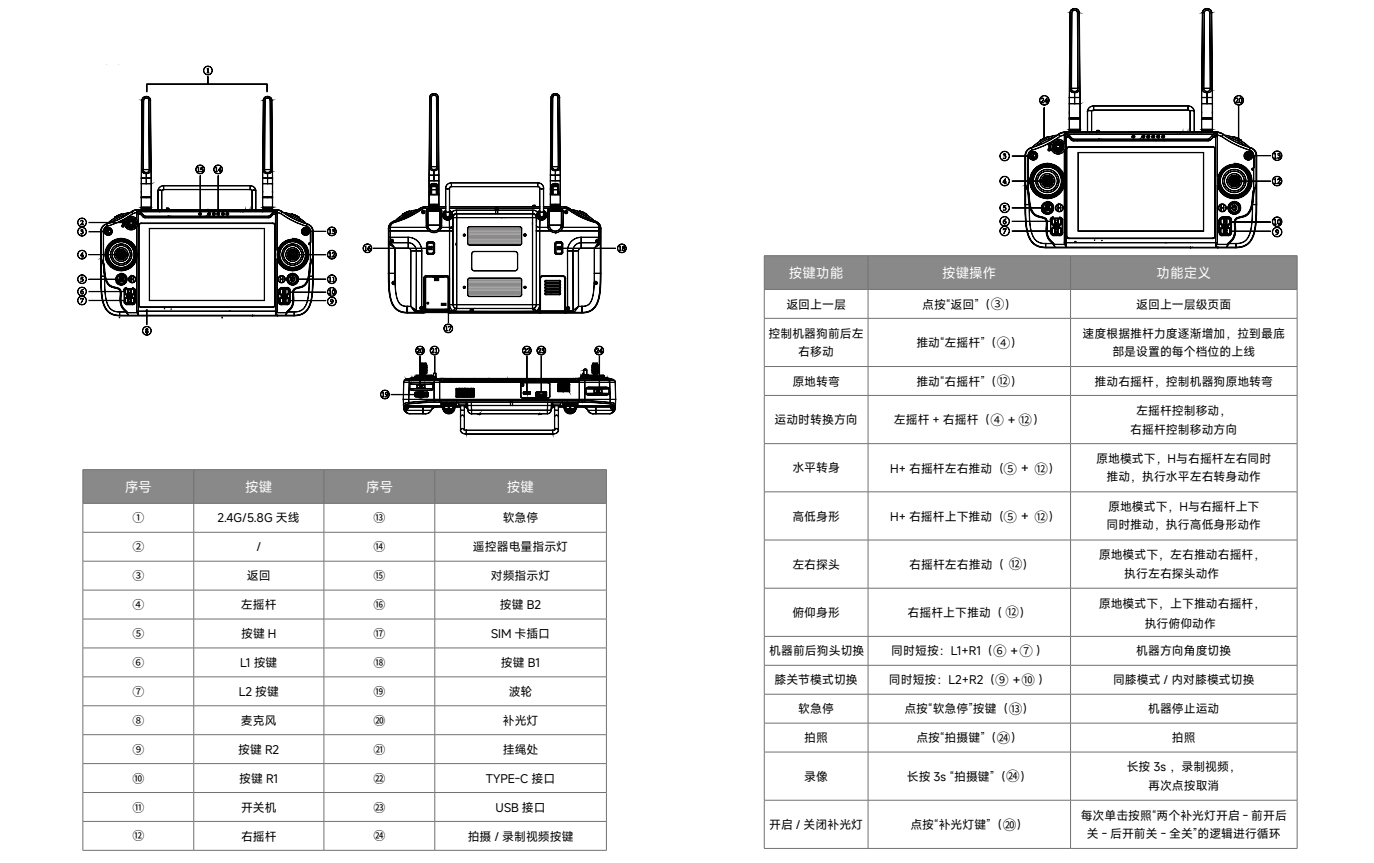 ①
⑮ ⑭
②
③
④
⑤
⑥
⑦
⑧
⑬
⑫
⑪
⑩
⑨
⑯ ⑱
⑰
⑳ ㉑ ㉒ ㉓ ㉔
⑲
序号 按键 序号 按键
① 2.4G/5.8G 天线 ⑬ 软急停
② / ⑭ 遥控器电量指示灯
③ 返回 ⑮ 对频指示灯
④ 左摇杆 ⑯ 按键 B2
⑤ 按键 H ⑰ SIM 卡插口
⑥ L1 按键 ⑱ 按键 B1
⑦ L2 按键 ⑲ 波轮
⑧ 麦克风 ⑳ 补光灯
⑨ 按键 R2 ㉑ 挂绳处
⑩ 按键 R1 ㉒ TYPE-C 接口
⑪ 开关机 ㉓ USB 接口
⑫ 右摇杆 ㉔ 拍摄 / 录制视频按键
㉔ ⑳
③ ⑬
④ ⑫
⑤
⑥ ⑩
⑦ ⑨
按键功能 按键操作 功能定义
返回上一层 点按“返回”（③） 返回上一层级页面
控制机器狗前后左
右移动
推动“左摇杆”（④）
速度根据推杆力度逐渐增加，拉到最底
部是设置的每个档位的上线
原地转弯 推动“右摇杆”（⑫） 推动右摇杆，控制机器狗原地转弯
运动时转换方向 左摇杆 + 右摇杆（④ + ⑫）
左摇杆控制移动，
右摇杆控制移动方向
水平转身 H+ 右摇杆左右推动（⑤ + ⑫）
原地模式下，H与右摇杆左右同时
推动，执行水平左右转身动作
高低身形 H+ 右摇杆上下推动（⑤ + ⑫）
原地模式下，H与右摇杆上下
同时推动，执行高低身形动作
左右探头 右摇杆左右推动（ ⑫）
原地模式下，左右推动右摇杆，
执行左右探头动作
俯仰身形 右摇杆上下推动（ ⑫）
原地模式下，上下推动右摇杆，
执行俯仰动作
机器前后狗头切换 同时短按：L1+R1（⑥ +⑦ ） 机器方向角度切换
膝关节模式切换 同时短按：L2+R2（⑨ +⑩ ） 同膝模式 / 内对膝模式切换
软急停 点按“软急停”按键（⑬） 机器停止运动
拍照 点按“拍摄键”（㉔） 拍照
录像 长按 3s “拍摄键”（㉔）
长按 3s ，录制视频，
再次点按取消
开启 / 关闭补光灯 点按“补光灯键”（⑳）
每次单击按照“两个补光灯开启 - 前开后
关 - 后开前关 - 全关”的逻辑进行循环